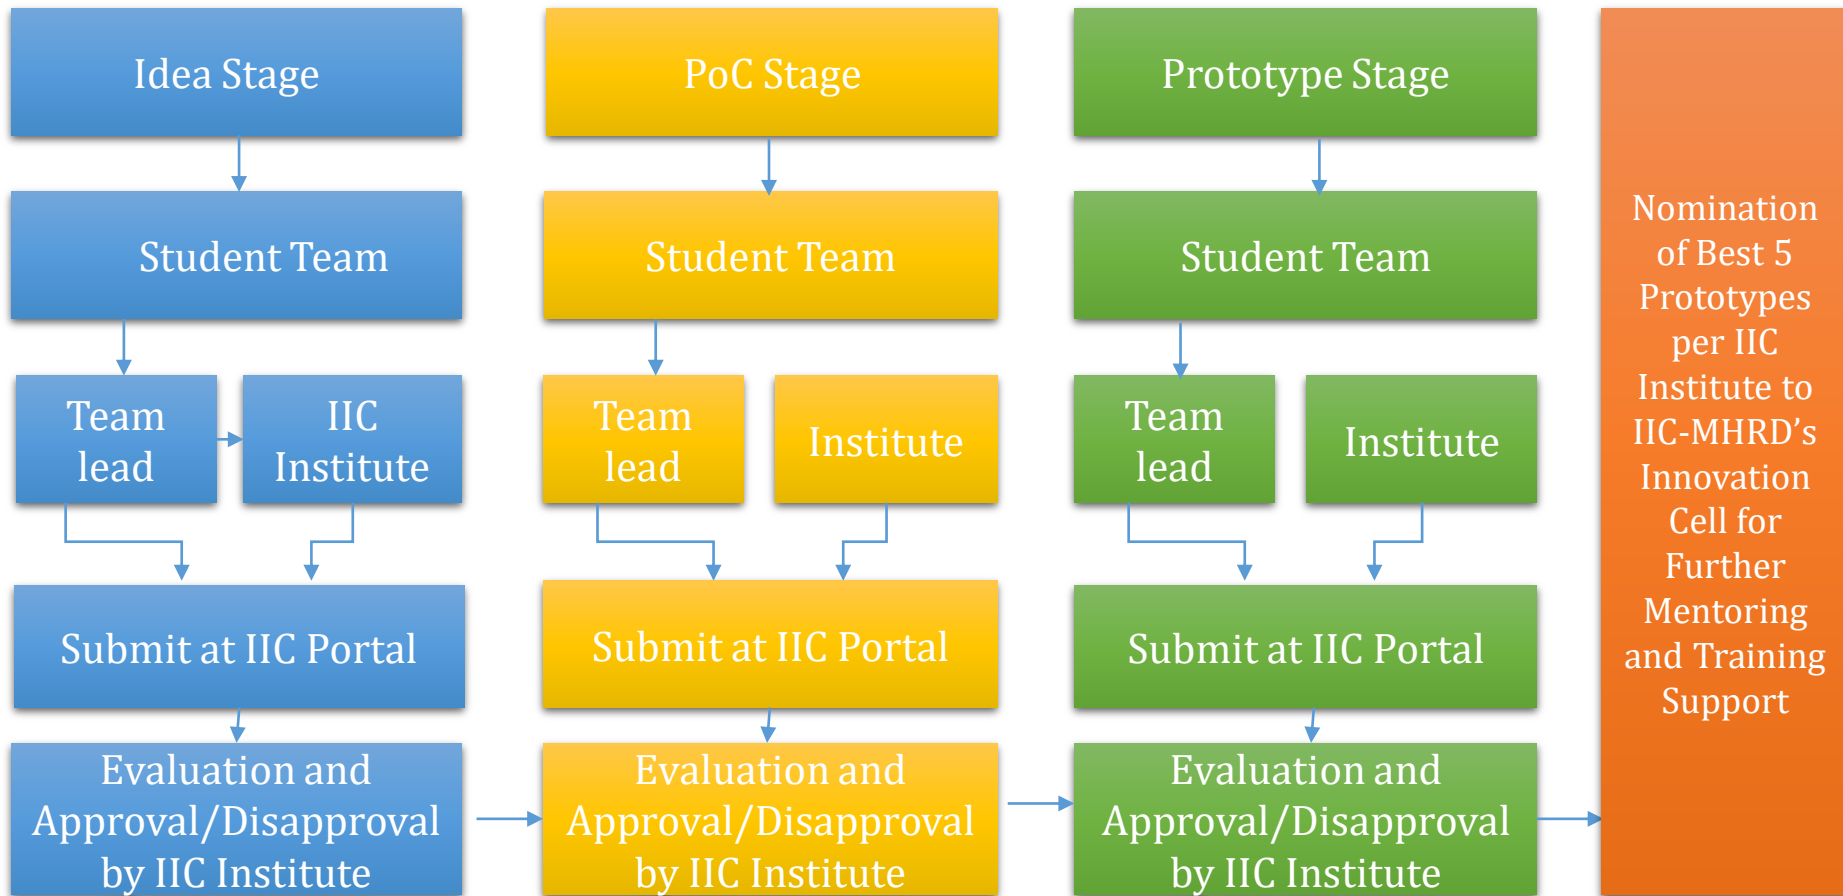 Idea Stage
Student Team
Team
lead
IIC
Institute
Submit at IIC Portal
Evaluation and
Approval/Disapproval
by IIC Institute
PoC Stage
Student Team
Team
lead
Institute
Submit at IIC Portal
Evaluation and
Approval/Disapproval
by IIC Institute
Prototype Stage
Student Team
Team
lead
Institute
Submit at IIC Portal
Evaluation and
Approval/Disapproval
by IIC Institute
Nomination
of Best 5
Prototypes
per IIC
Institute to
IIC-MHRD’s
Innovation
Cell for
Further
Mentoring
and Training
Support